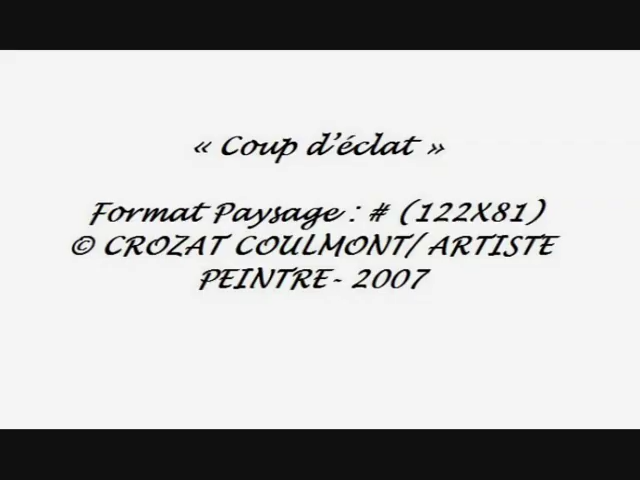 « Coup d'éclat »
Format Paysage : # (122X81)
© CROZAT COULMONT/ ARTISTE
PEINTRE- 2007